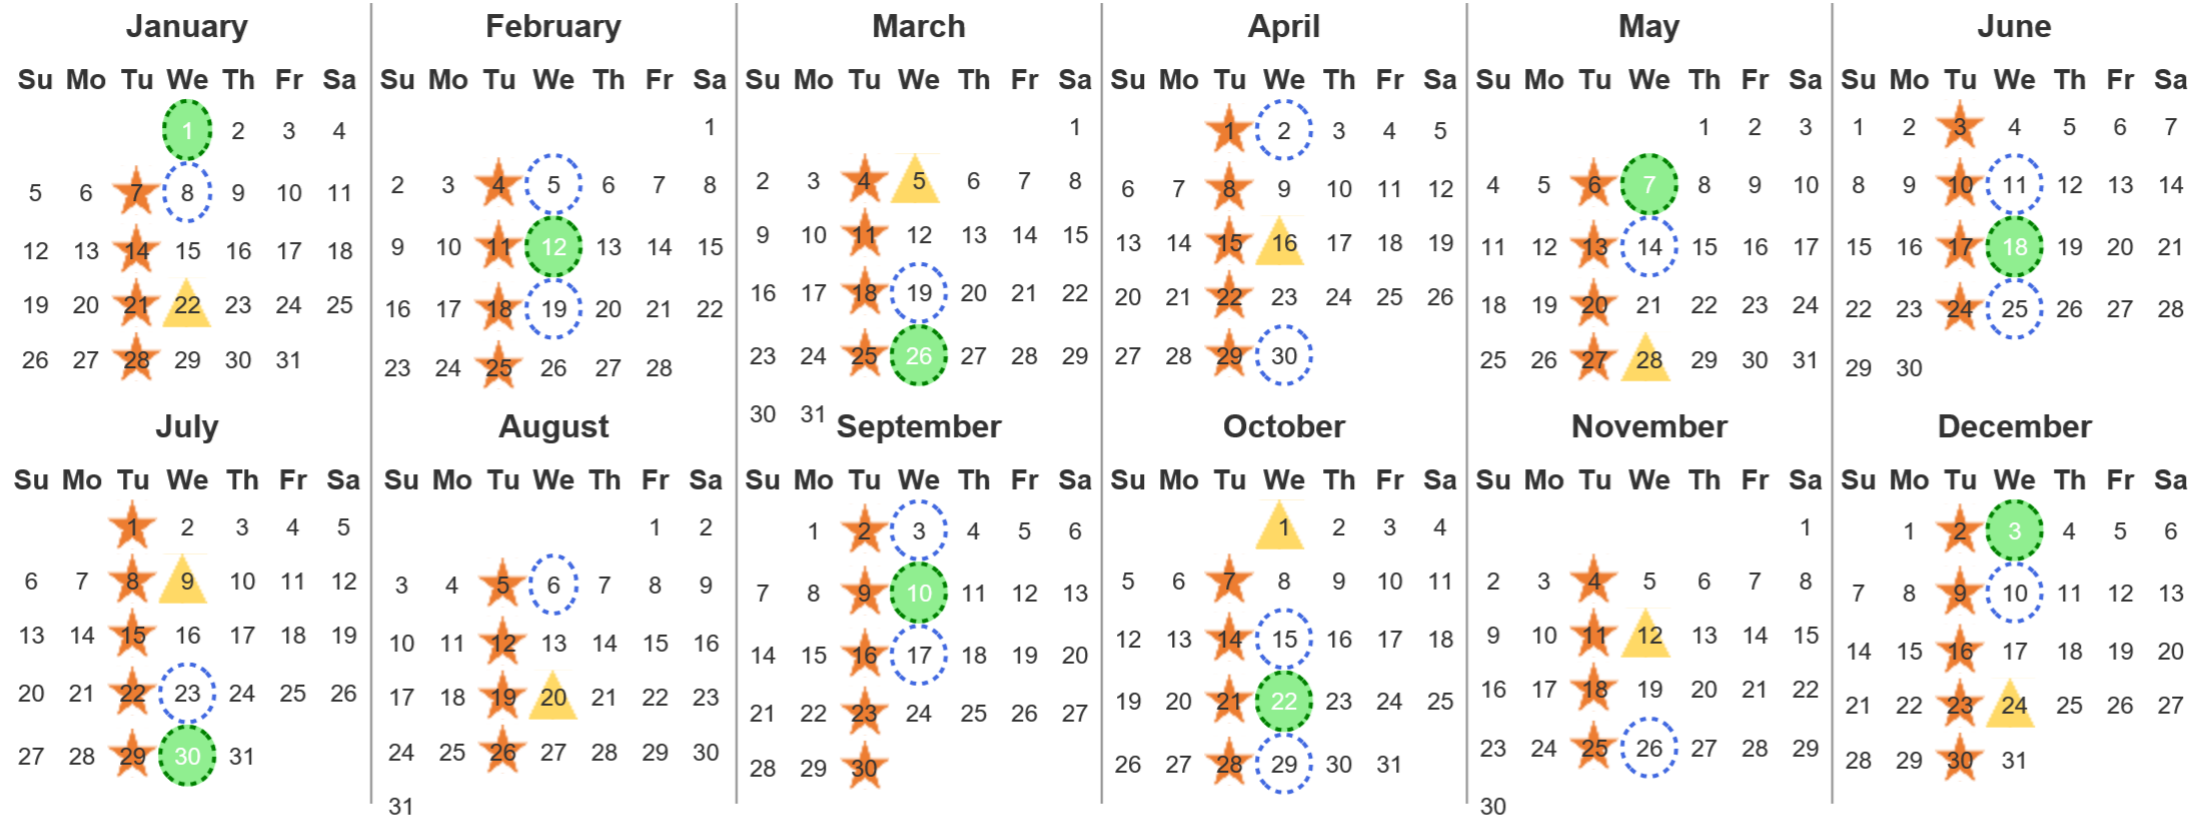 January February March April May June
Su Mo Tu We Th Fr Sa Su Mo Tu We Th Fr Sa Su Mo Tu We Th Fr Sa Su Mo Tu We Th Fr Sa Su Mo Tu We Th Fr Sa Su Mo Tu We Th Fr Sa
1 2 3 4 1 1 1 2 3 4 5 1 2 3 1 2 3 4 5 6 7
5 6 7 8 9 10 11 2 3 4 5 6 7 8 2 3 4 5 6 7 8 6 7 8 9 10 11 12 4 5 6 7 8 9 10 8 9 10 11 12 13 14
12 13 14 15 16 17 18 9 10 11 12 13 14 15 9 10 11 12 13 14 15 13 14 15 16 17 18 19 11 12 13 14 15 16 17 15 16 17 18 19 20 21
19 20 21 22 23 24 25 16 17 18 19 20 21 22 16 17 18 19 20 21 22 20 21 22 23 24 25 26 18 19 20 21 22 23 24 22 23 24 25 26 27 28
26 27 28 29 30 31 23 24 25 26 27 28 23 24 25 26 27 28 29 27 28 29 30 25 26 27 28 29 30 31 29 30
30 31
July August September October November December
Su Mo Tu We Th Fr Sa Su Mo Tu We Th Fr Sa Su Mo Tu We Th Fr Sa Su Mo Tu We Th Fr Sa Su Mo Tu We Th Fr Sa Su Mo Tu We Th Fr Sa
1 2 3 4 5 1 2 1 2 3 4 5 6 1 2 3 4 1 1 2 3 4 5 6
6 7 8 9 10 11 12 3 4 5 6 7 8 9 7 8 9 10 11 12 13 5 6 7 8 9 10 11 2 3 4 5 6 7 8 7 8 9 10 11 12 13
13 14 15 16 17 18 19 10 11 12 13 14 15 16 14 15 16 17 18 19 20 12 13 14 15 16 17 18 9 10 11 12 13 14 15 14 15 16 17 18 19 20
20 21 22 23 24 25 26 17 18 19 20 21 22 23 21 22 23 24 25 26 27 19 20 21 22 23 24 25 16 17 18 19 20 21 22 21 22 23 24 25 26 27
27 28 29 30 31 24 25 26 27 28 29 30 28 29 30 26 27 28 29 30 31 23 24 25 26 27 28 29 28 29 30 31
31 30